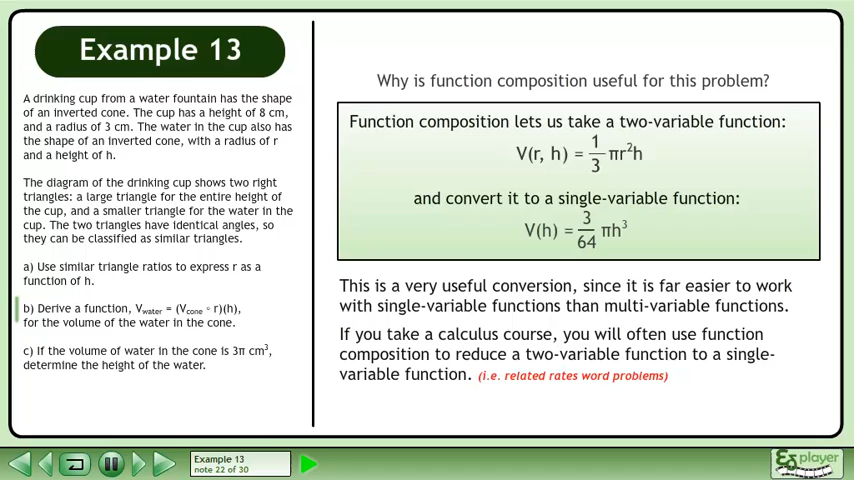 Example 13
A drinking cup from a water fountain has the shape
of an inverted cone. The cup has a height of 8 cm,
and a radius of 3 cm. The water in the cup also has
the shape of an inverted cone, with a radius of r
and a height of h.
The diagram of the drinking cup shows two right
triangles: a large triangle for the entire height of
the cup, and a smaller triangle for the water in the
cup. The two triangles have identical angles, so
they can be classified as similar triangles.
a) Use similar triangle ratios to express r as a
function of h.
b) Derive a function, Vwater = (Vcone ∘ r)(h),
for the volume of the water in the cone.
c) If the volume of water in the cone is 3π cm³,
determine the height of the water.
Why is function composition useful for this problem?
Function composition lets us take a two-variable function:
V(r, h) = 1/3 πr²h
and convert it to a single-variable function:
V(h) = 3/64 πh³
This is a very useful conversion, since it is far easier to work
with single-variable functions than multi-variable functions.
If you take a calculus course, you will often use function
composition to reduce a two-variable function to a single-
variable function. (i.e. related rates word problems)
Example 13
note 22 of 30
player